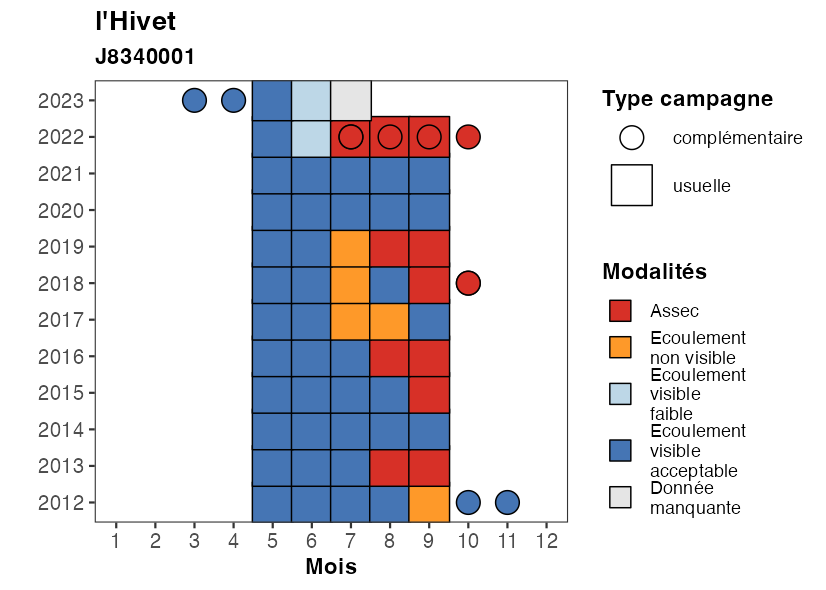 l'Hivet
J8340001
2023
2022
2021
2020
2019
2018
2017
2016
2015
2014
2013
2012
1 2 3 4 5 6 7 8 9 10 11 12
Mois
Type campagne
complémentaire
usuelle
Modalités
Assec
Ecoulement
non visible
Ecoulement
visible
faible
Ecoulement
visible
acceptable
Donnée
manquante